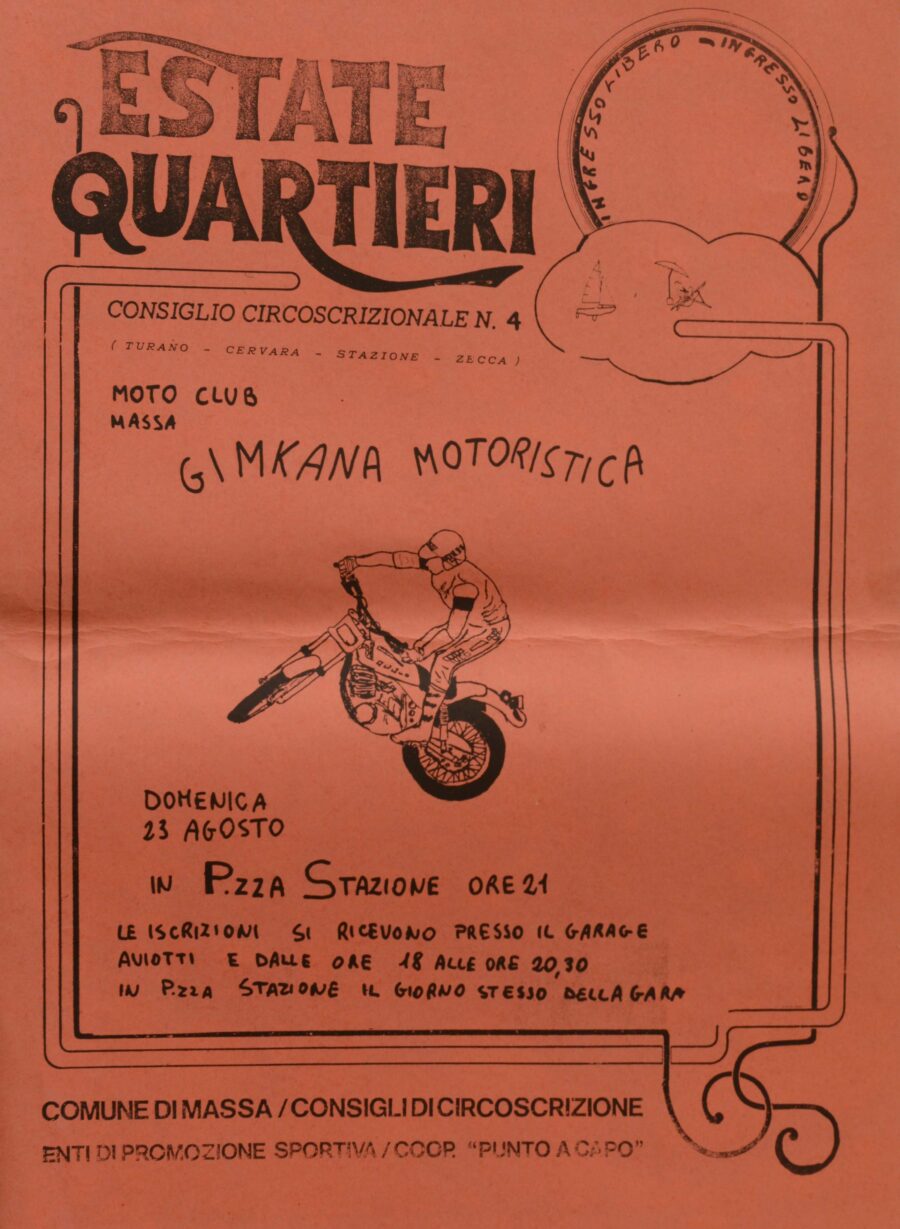 ESTATE
QUARTIERI
INGRESSO LIBERO - INGRESSO LIBERO
CONSIGLIO CIRCOSCRIZIONALE N. 4
( TURANO - CERVARA - STAZIONE - ZECCA )
MOTO CLUB
MASSA
GIMKANA MOTORISTICA
DOMENICA
23 AGOSTO
IN P.ZZA STAZIONE ORE 21
LE ISCRIZIONI SI RICEVONO PRESSO IL GARAGE
AVIOTTI E DALLE ORE 18 ALLE ORE 20,30
IN P.ZZA STAZIONE IL GIORNO STESSO DELLA GARA
COMUNE DI MASSA / CONSIGLI DI CIRCOSCRIZIONE
ENTI DI PROMOZIONE SPORTIVA / COOP. "PUNTO A CAPO"